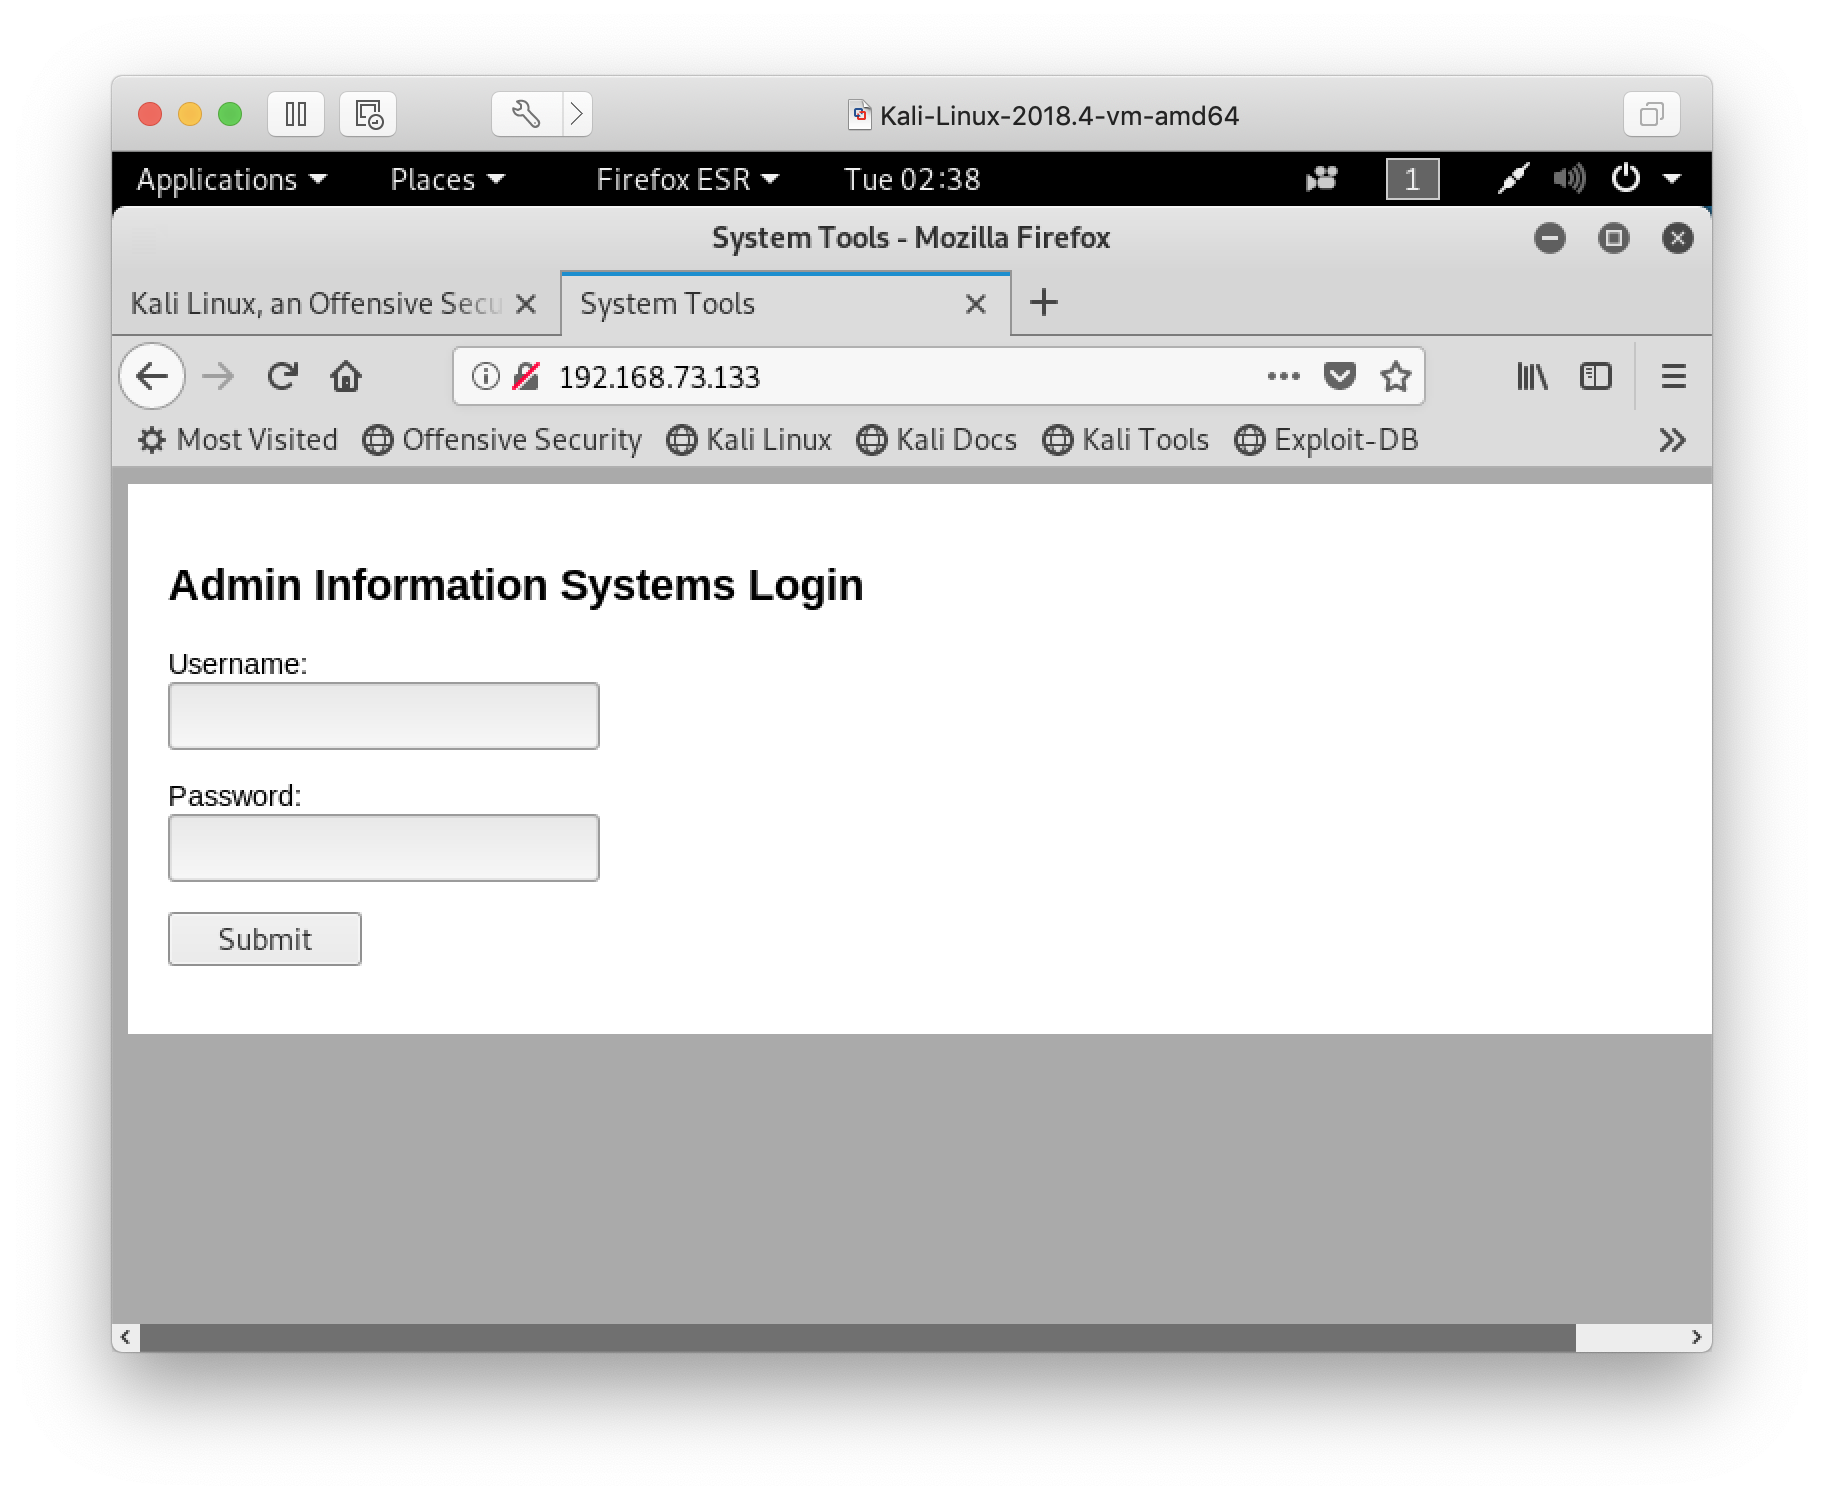 Kali-Linux-2018.4-vm-amd64
Applications Places Firefox ESR Tue 02:38 1
System Tools - Mozilla Firefox
Kali Linux, an Offensive Secu System Tools
192.168.73.133
Most Visited Offensive Security Kali Linux Kali Docs Kali Tools Exploit-DB
Admin Information Systems Login
Username:
Password:
Submit